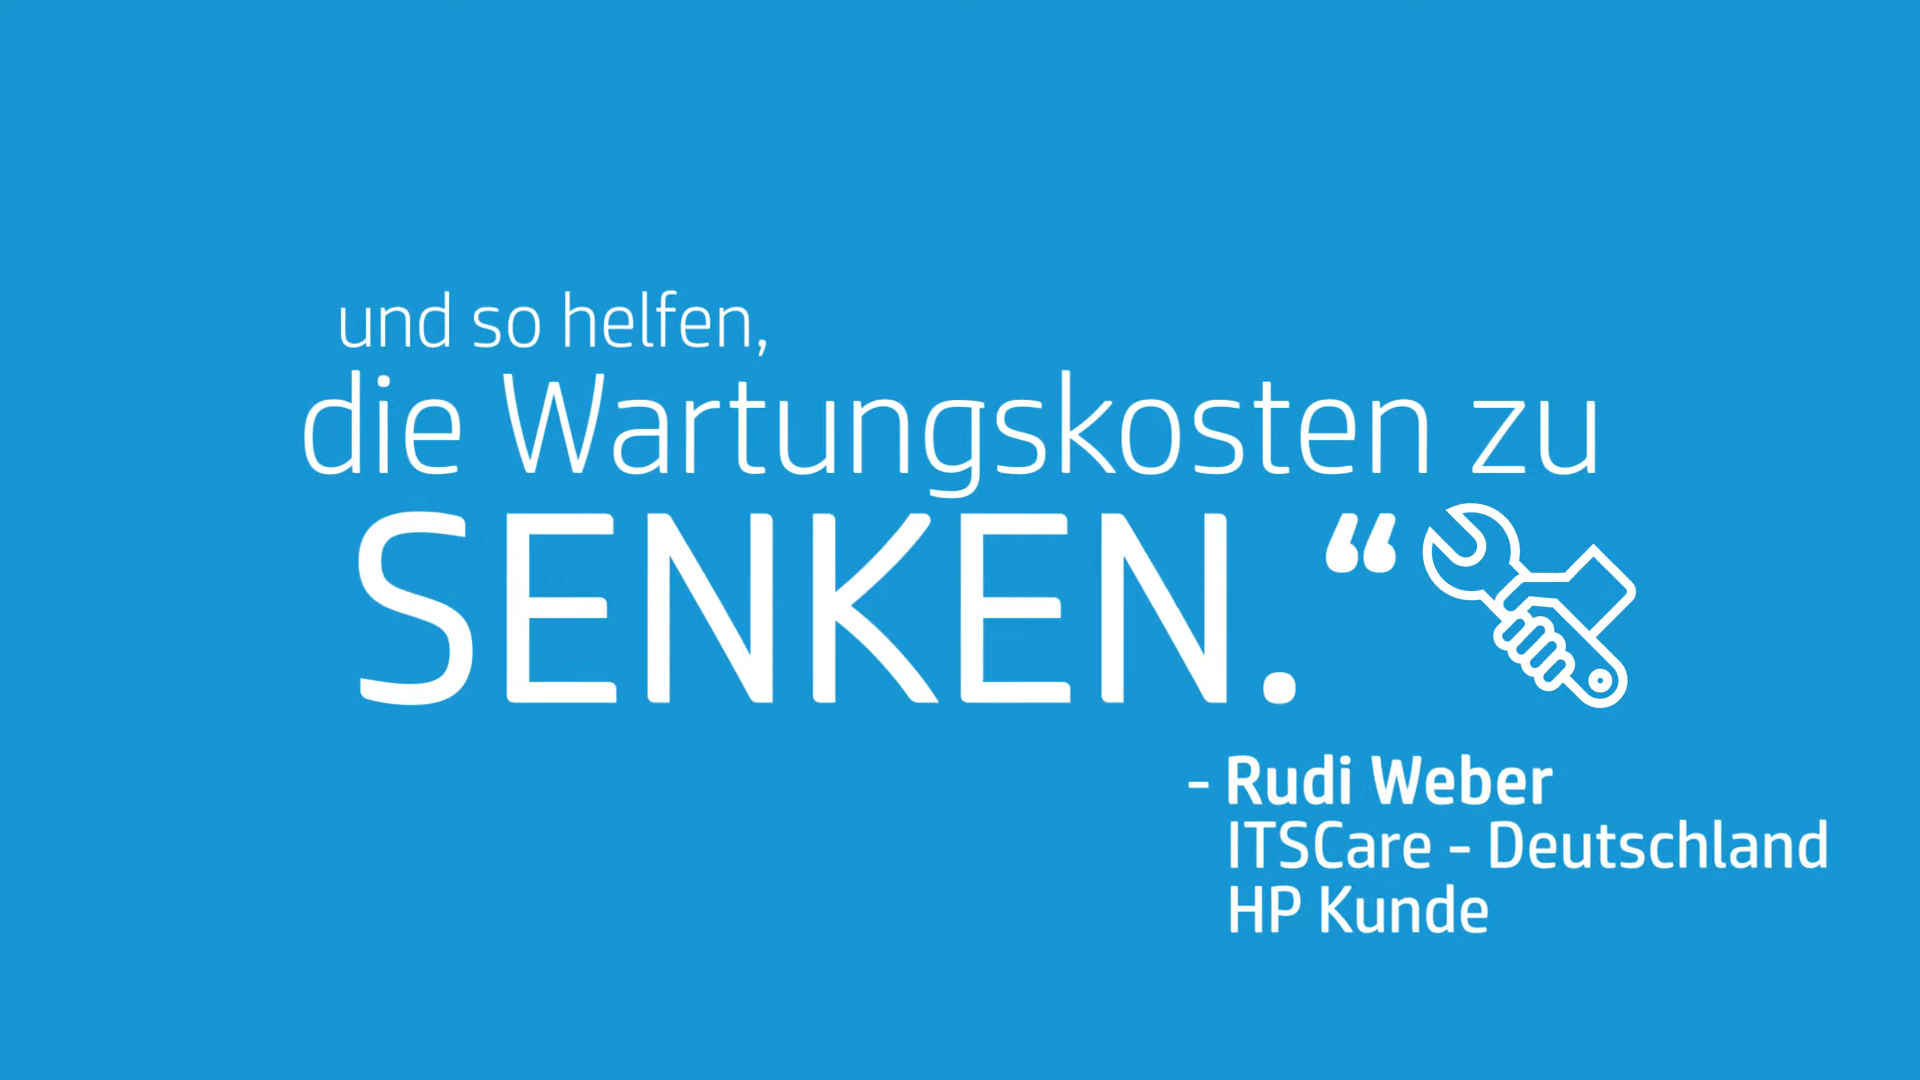 und so helfen,
die Wartungskosten zu
SENKEN.“
- Rudi Weber
ITSCare - Deutschland
HP Kunde